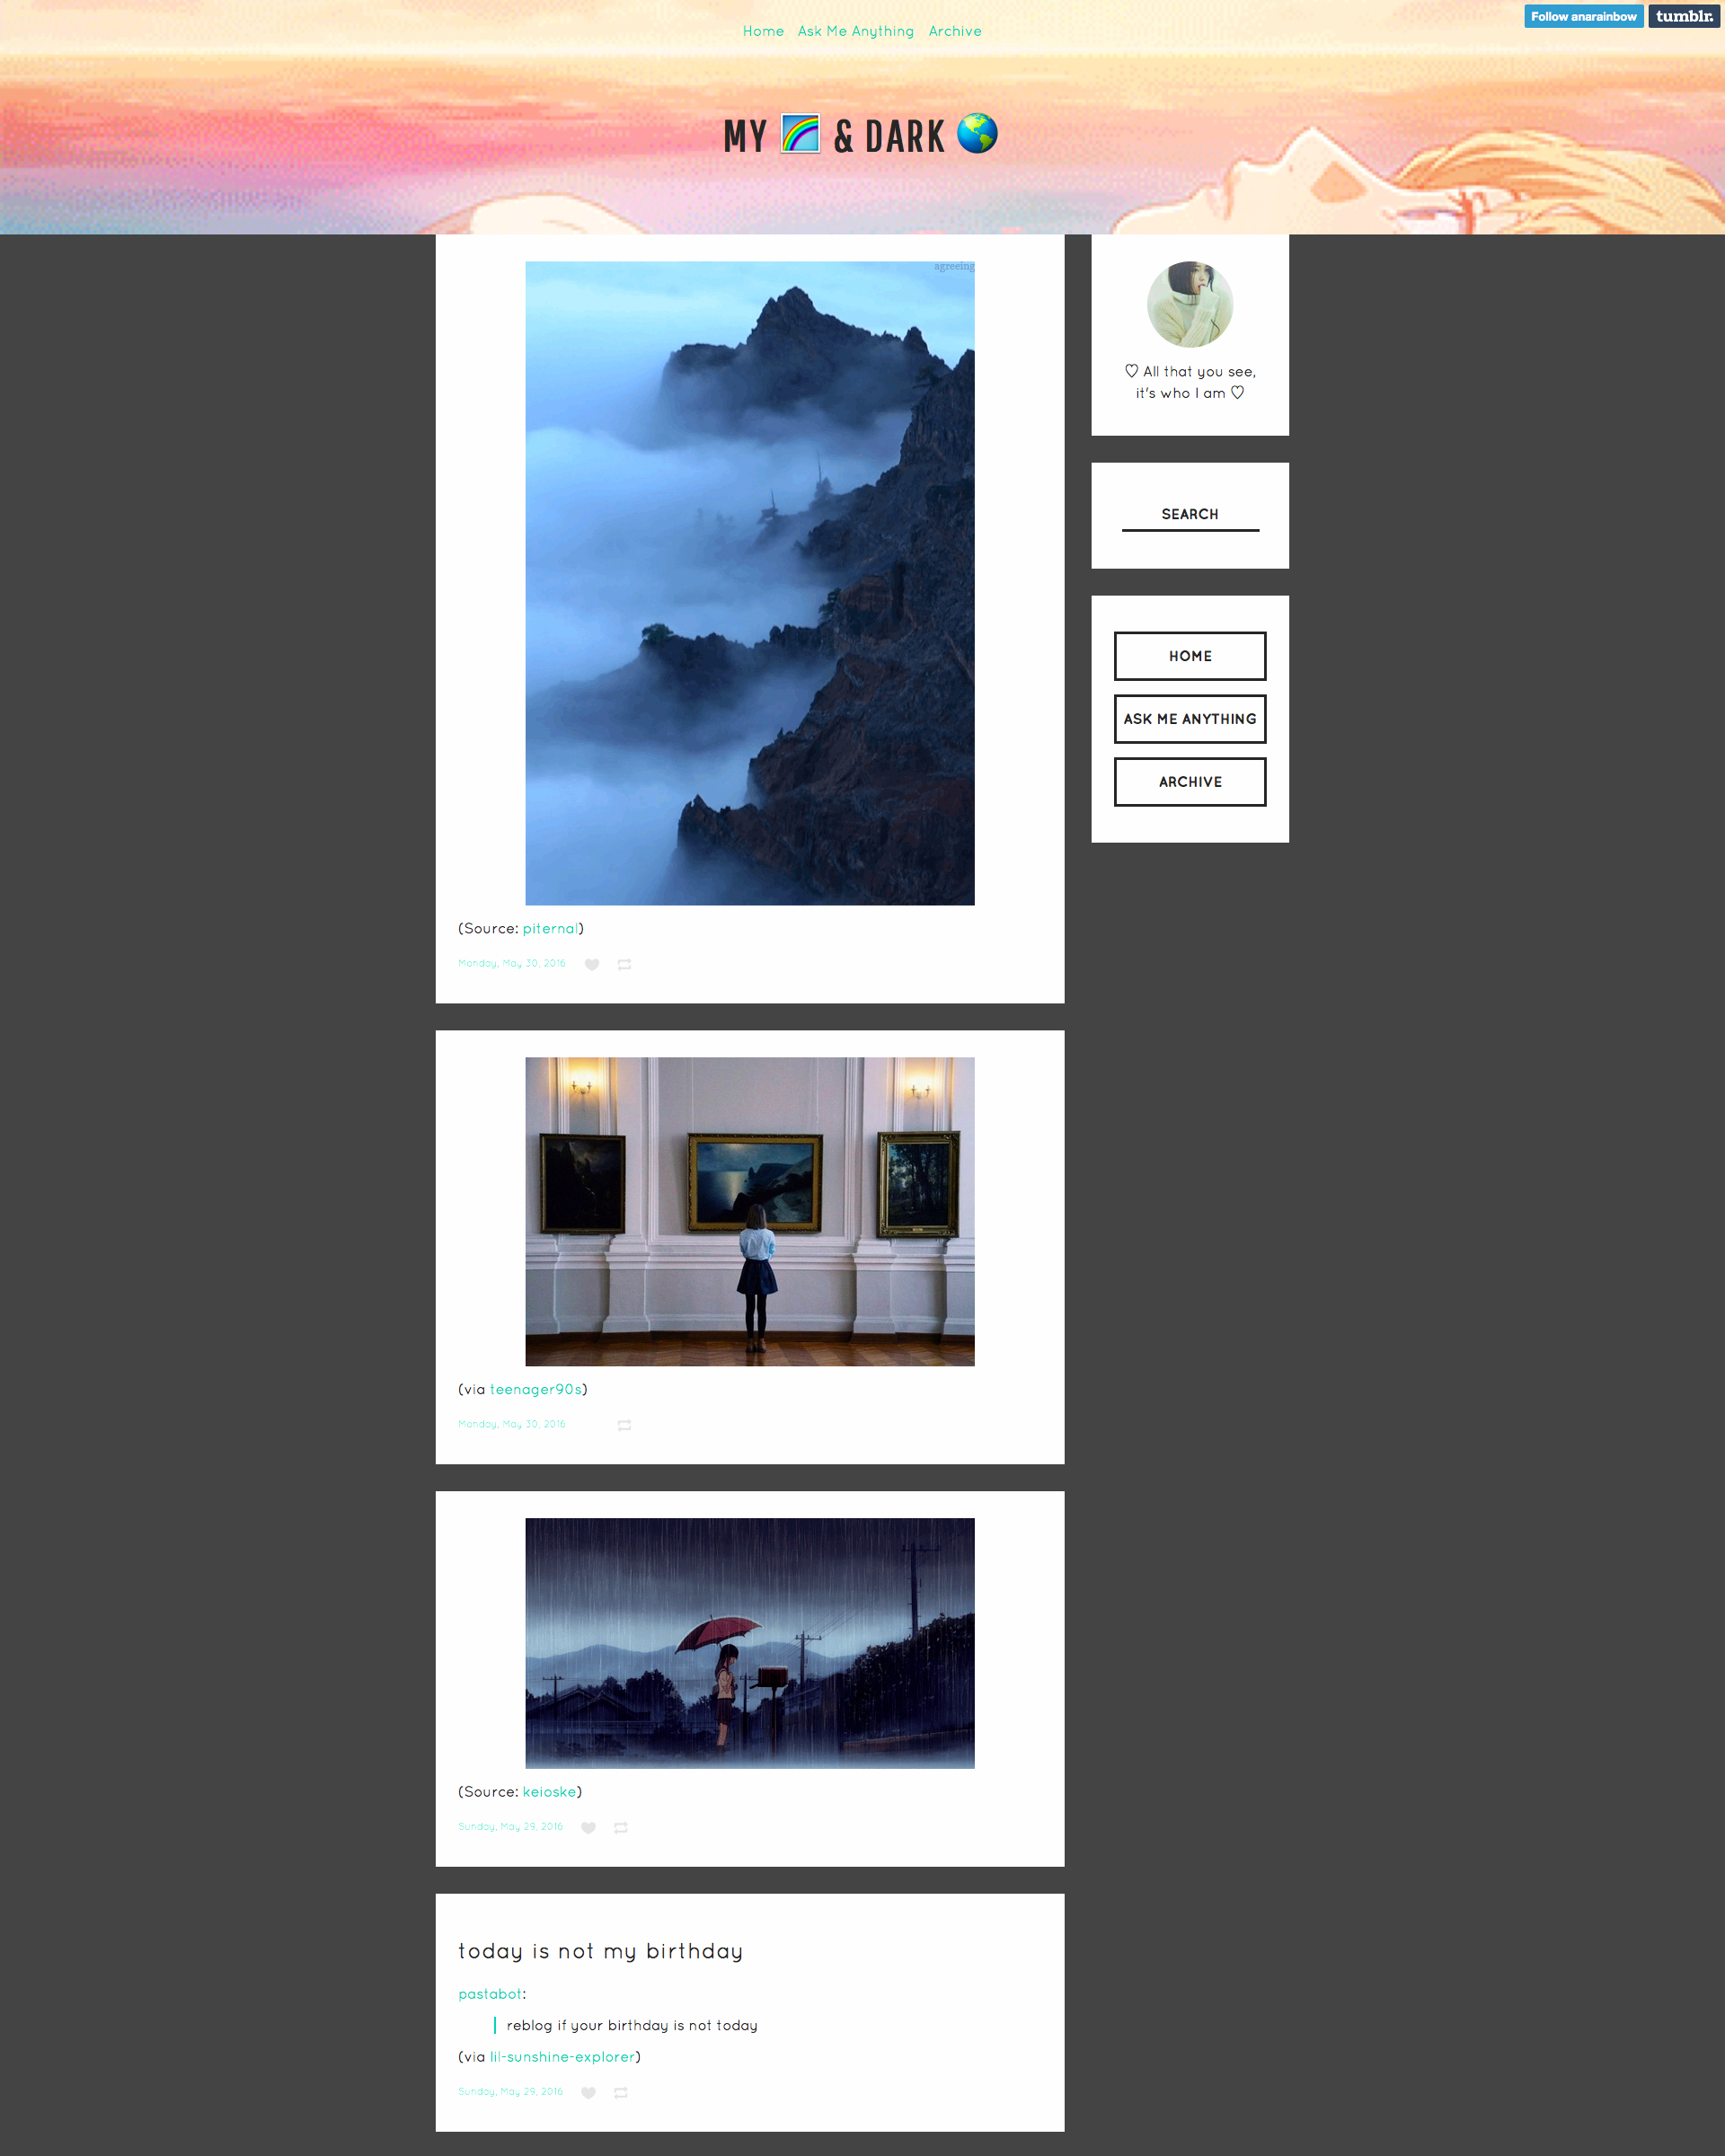 Home Ask Me Anything Archive
Follow anarainbow
tumblr.
MY 🌈 & DARK 🌎
agreeing
(Source: piternal)
Monday, May 30, 2016
(via teenager90s)
Monday, May 30, 2016
(Source: keioske)
Sunday, May 29, 2016
today is not my birthday
pastabot:
reblog if your birthday is not today
(via lil-sunshine-explorer)
Sunday, May 29, 2016
♡ All that you see,
it's who I am ♡
SEARCH
HOME
ASK ME ANYTHING
ARCHIVE